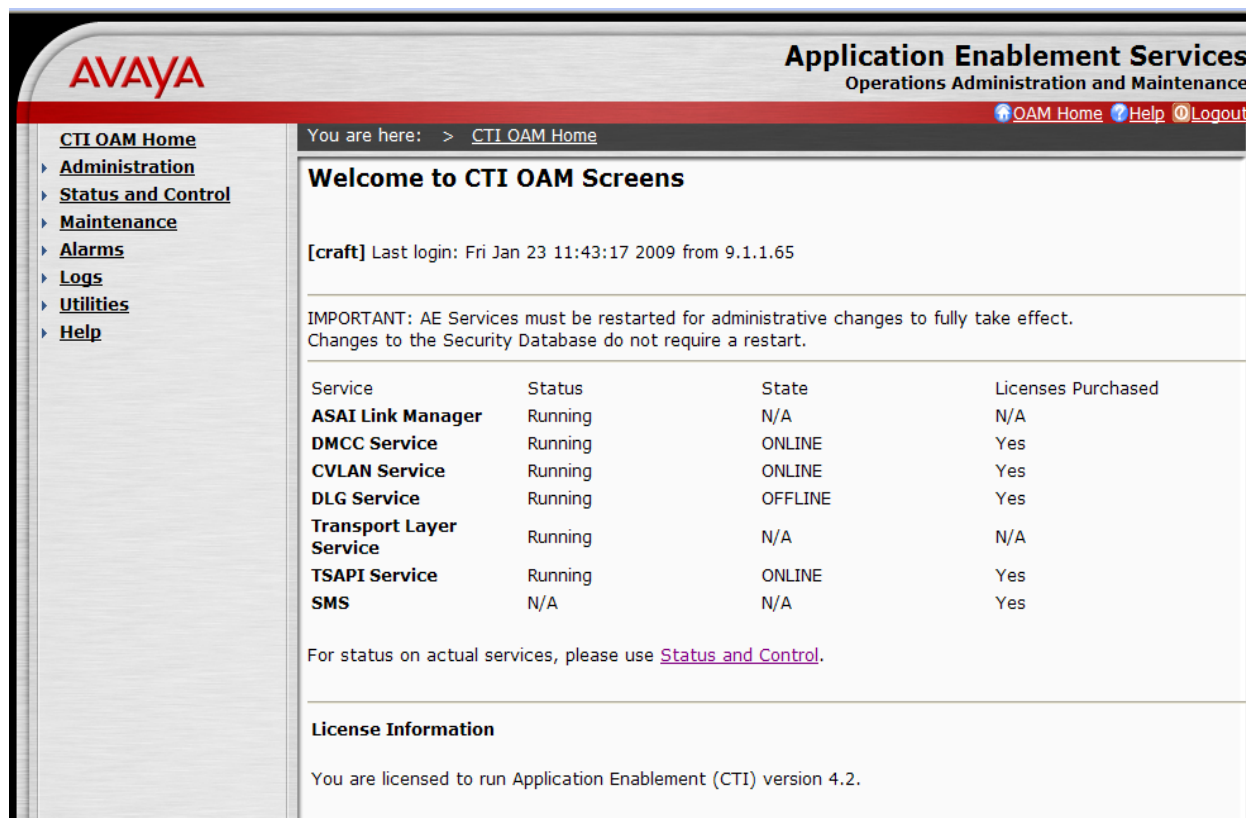 AVAYA
Application Enablement Services
Operations Administration and Maintenance
OAM Home Help Logout
CTI OAM Home
Administration
Status and Control
Maintenance
Alarms
Logs
Utilities
Help
You are here: > CTI OAM Home
Welcome to CTI OAM Screens
[craft] Last login: Fri Jan 23 11:43:17 2009 from 9.1.1.65
IMPORTANT: AE Services must be restarted for administrative changes to fully take effect.
Changes to the Security Database do not require a restart.
Service Status State Licenses Purchased
ASAI Link Manager Running N/A N/A
DMCC Service Running ONLINE Yes
CVLAN Service Running ONLINE Yes
DLG Service Running OFFLINE Yes
Transport Layer
Service Running N/A N/A
TSAPI Service Running ONLINE Yes
SMS N/A N/A Yes
For status on actual services, please use Status and Control.
License Information
You are licensed to run Application Enablement (CTI) version 4.2.